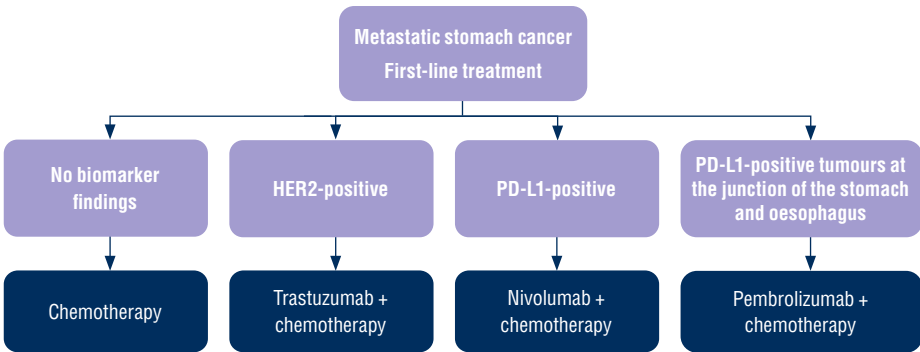 Metastatic stomach cancer
First-line treatment
No biomarker
findings
HER2-positive
PD-L1-positive
PD-L1-positive tumours at
the junction of the stomach
and oesophagus
Chemotherapy
Trastuzumab +
chemotherapy
Nivolumab +
chemotherapy
Pembrolizumab +
chemotherapy